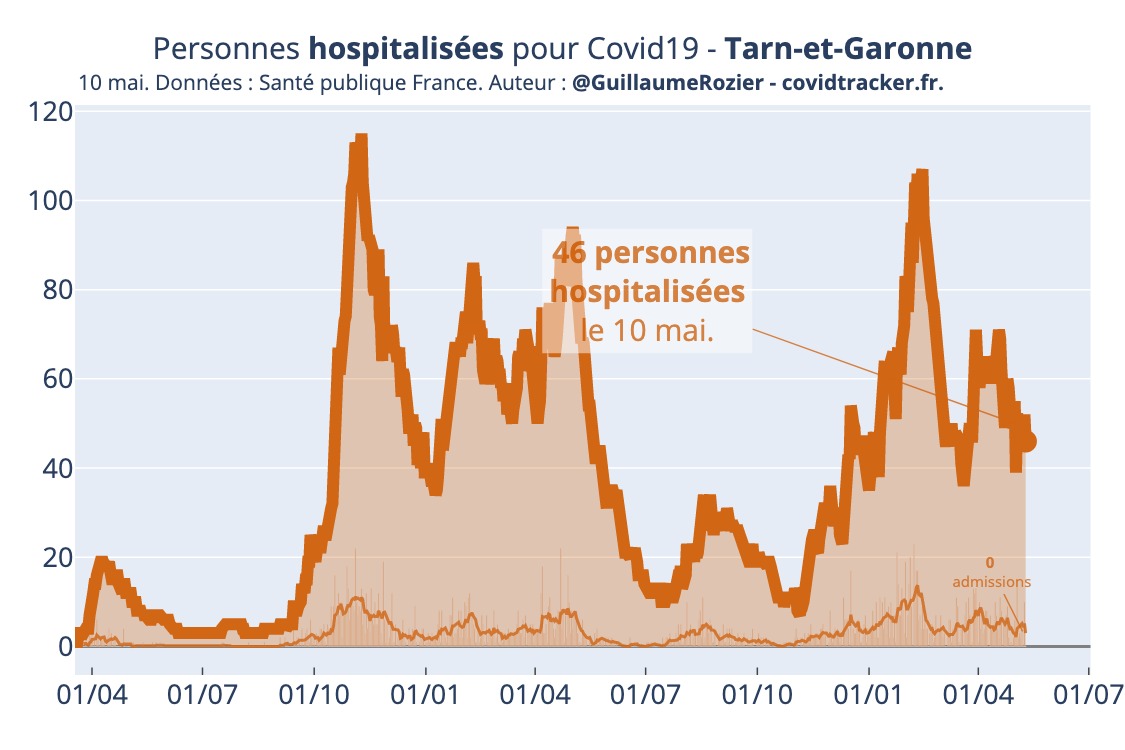 Personnes hospitalisées pour Covid19 - Tarn-et-Garonne
10 mai. Données : Santé publique France. Auteur : @GuillaumeRozier - covidtracker.fr.
120
100
80
60
40
20
0
46 personnes
hospitalisées
le 10 mai.
0
admissions
01/04 01/07 01/10 01/01 01/04 01/07 01/10 01/01 01/04 01/07